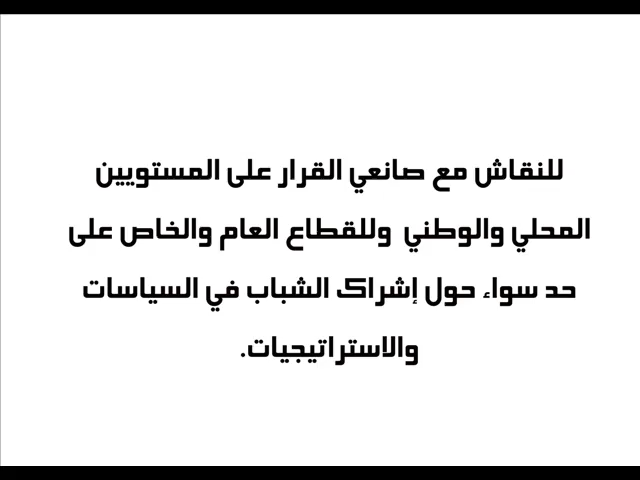 للنقاش مع صانعي القرار على المستويين
المحلي والوطني وللقطاع العام والخاص على
حد سواء حول إشراك الشباب في السياسات
والاستراتيجيات.